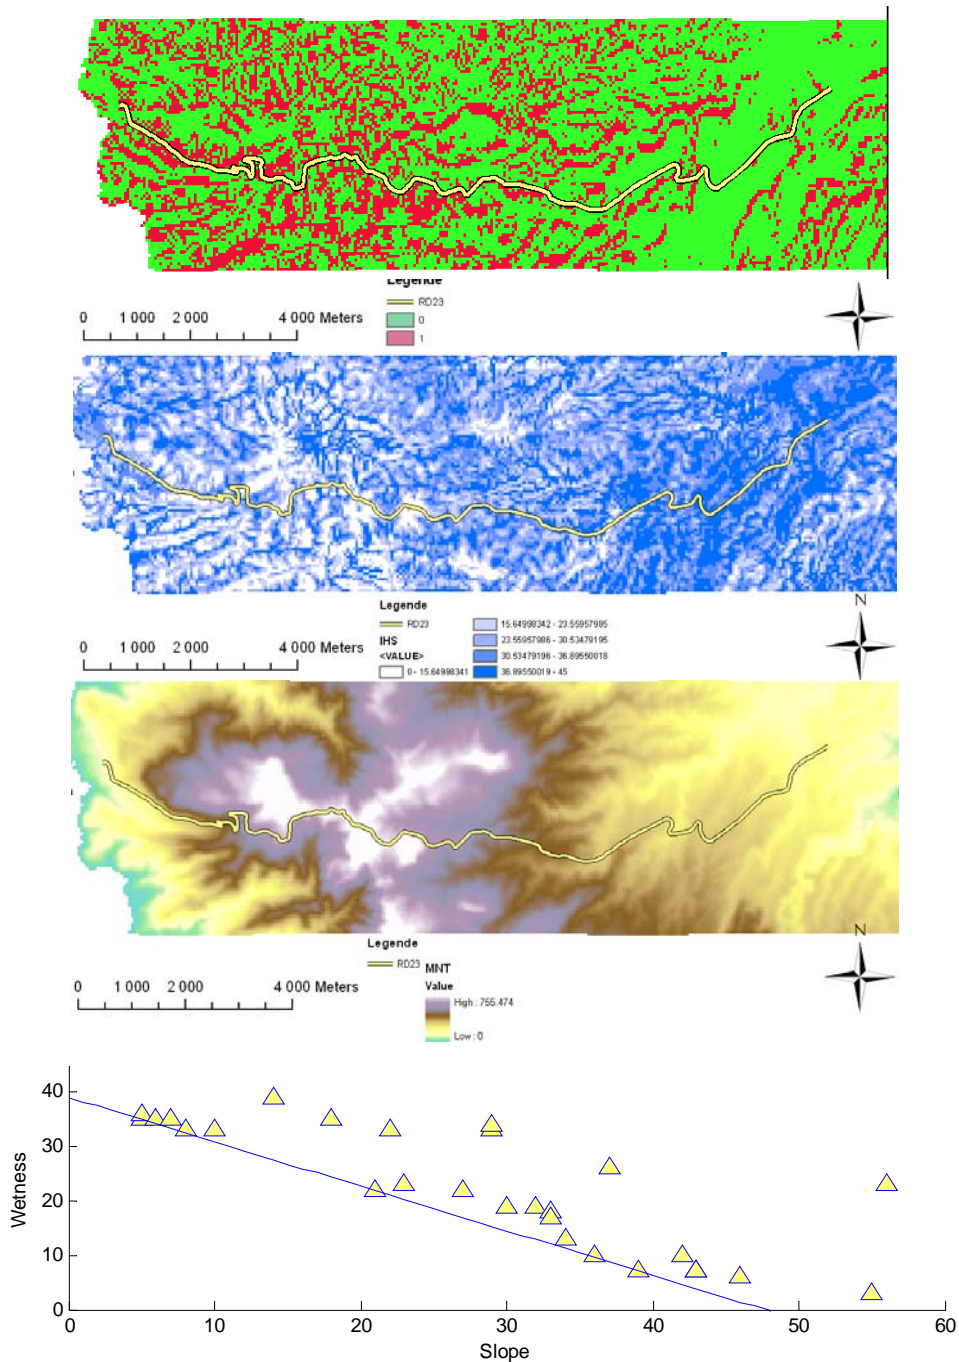 Legende
RD23
0
1
0 1 000 2 000 4 000 Meters
N
Legende
RD23
IHS
<VALUE>
0 - 15.64998341
15.64998342 - 23.55957985
23.55957986 - 30.53479195
30.53479196 - 36.89550018
36.89550019 - 45
0 1 000 2 000 4 000 Meters
N
Legende
RD23
MNT
Value
High : 755.474
Low : 0
0 1 000 2 000 4 000 Meters
40
30
20
10
0
Wetness
0 10 20 30 40 50 60
Slope